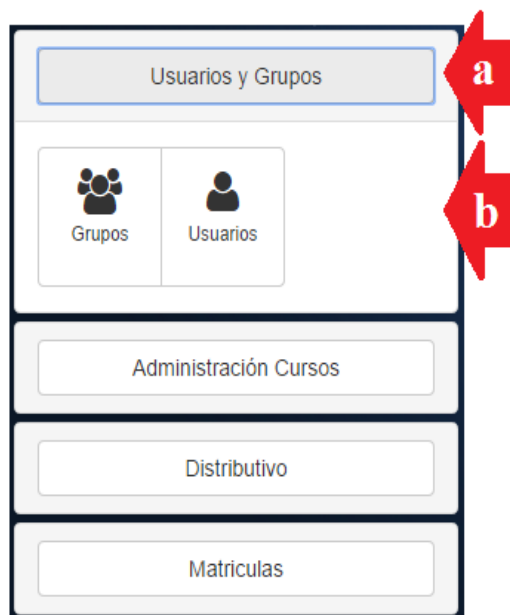 Usuarios y Grupos
a
Grupos Usuarios
b
Administración Cursos
Distributivo
Matriculas